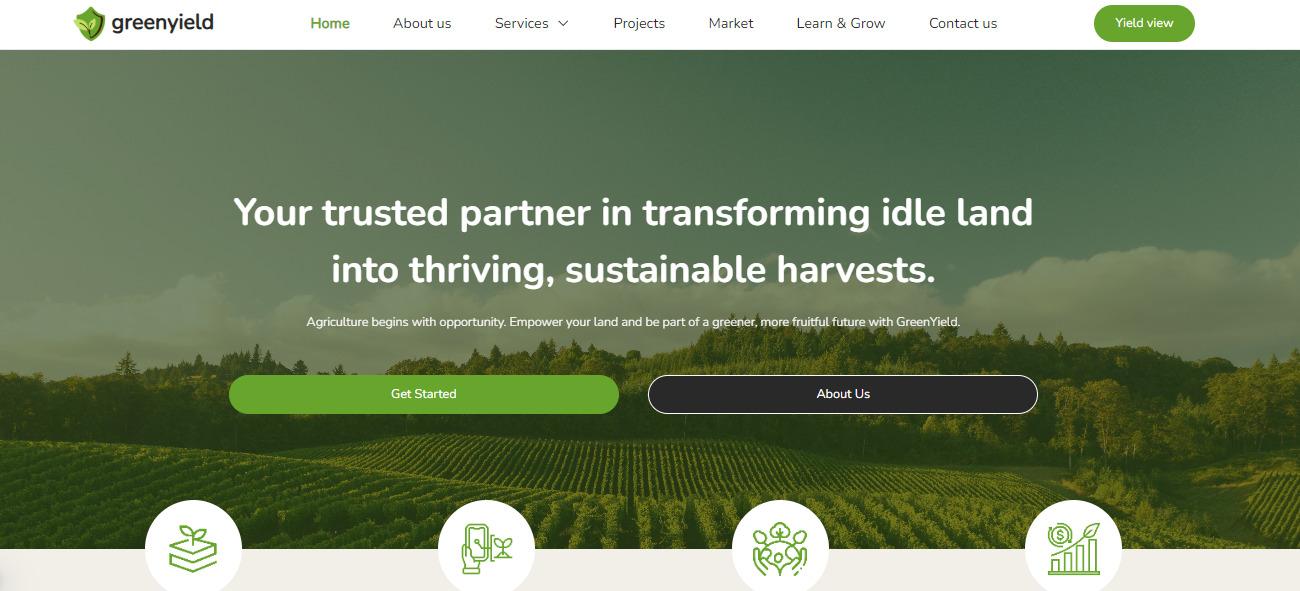 greenyield
Home
About us
Services
Projects
Market
Learn & Grow
Contact us
Yield view
Your trusted partner in transforming idle land
into thriving, sustainable harvests.
Agriculture begins with opportunity. Empower your land and be part of a greener, more fruitful future with GreenYield.
Get Started
About Us
$